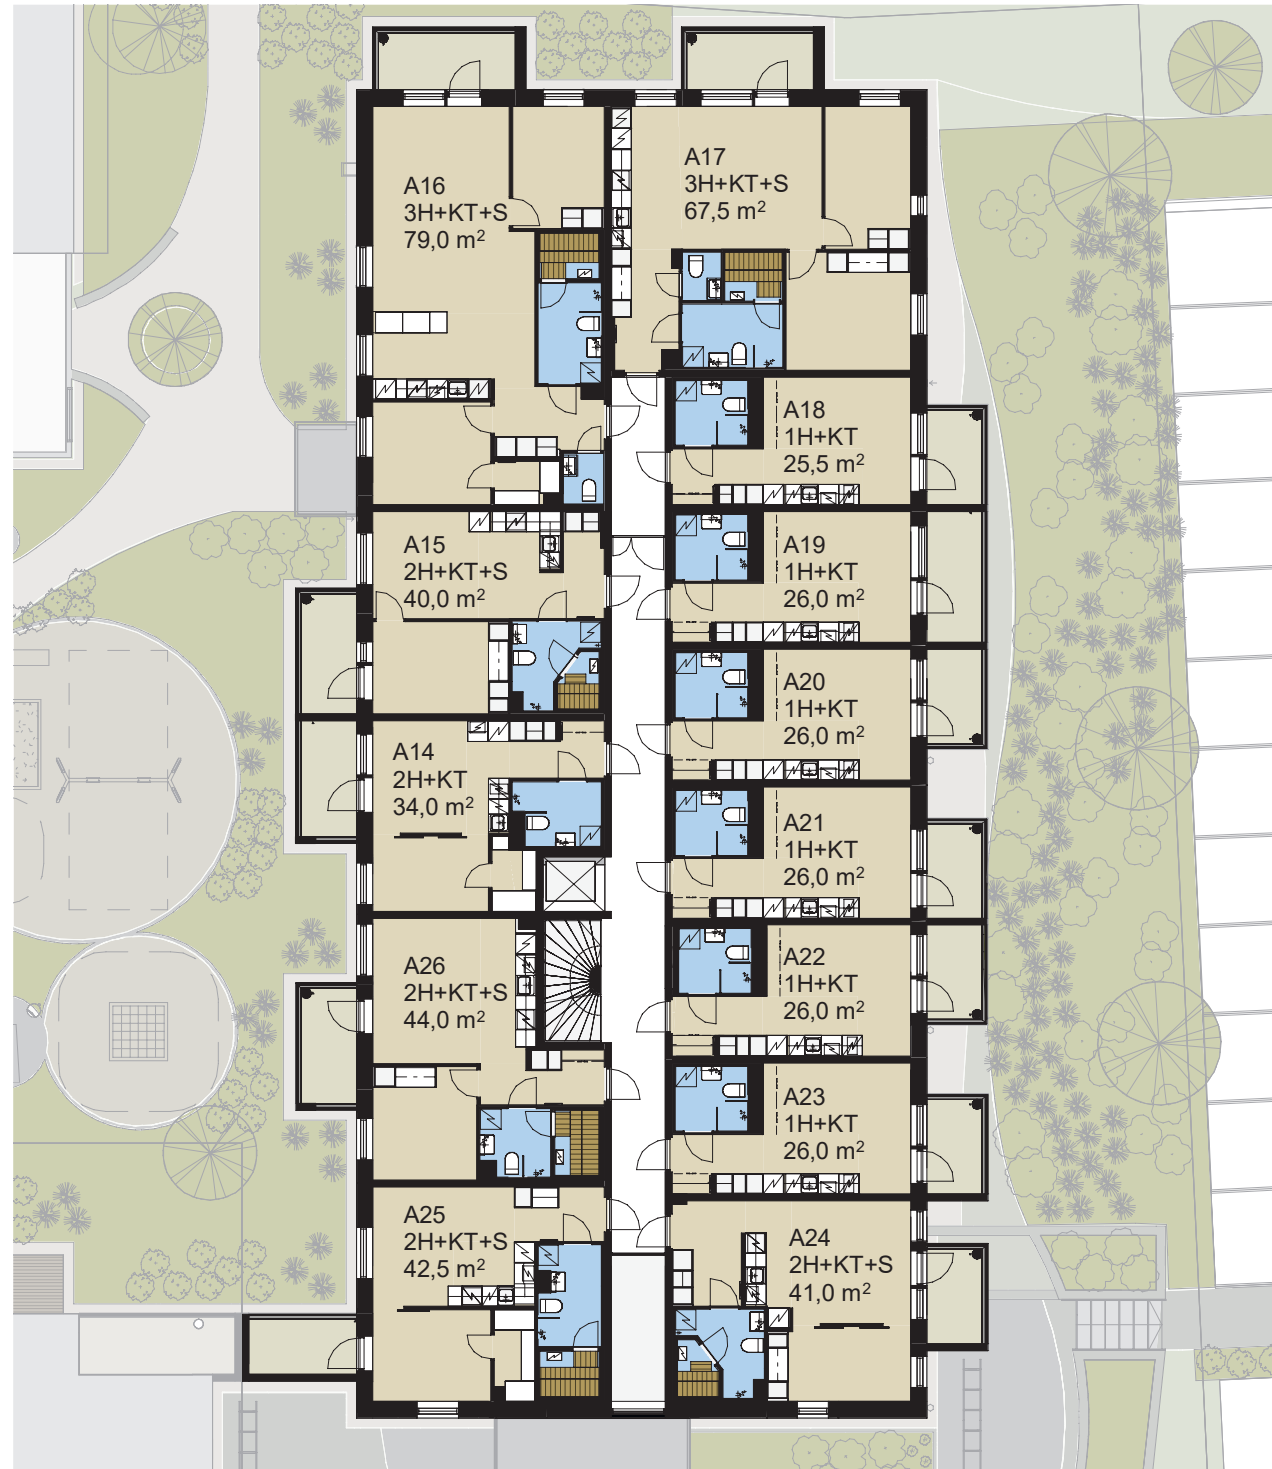 A16
3H+KT+S
79,0 m²
A17
3H+KT+S
67,5 m²
A18
1H+KT
25,5 m²
A15
2H+KT+S
40,0 m²
A19
1H+KT
26,0 m²
A20
1H+KT
26,0 m²
A14
2H+KT
34,0 m²
A21
1H+KT
26,0 m²
A26
2H+KT+S
44,0 m²
A22
1H+KT
26,0 m²
A23
1H+KT
26,0 m²
A25
2H+KT+S
42,5 m²
A24
2H+KT+S
41,0 m²